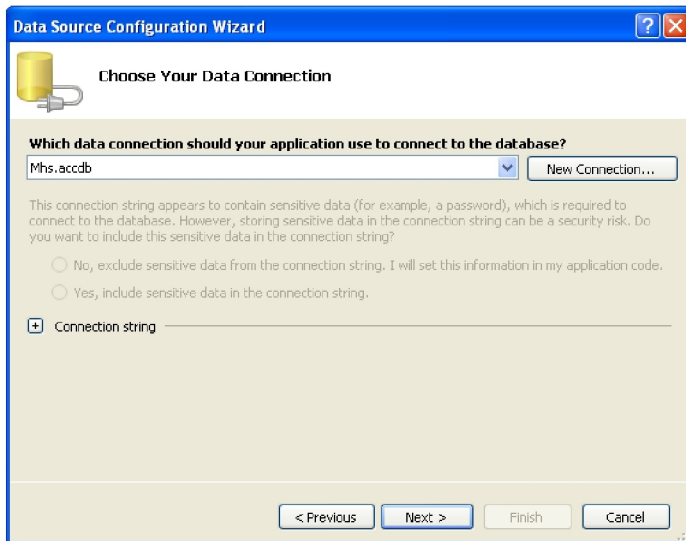 Data Source Configuration Wizard
Choose Your Data Connection
Which data connection should your application use to connect to the database?
Mhs.accdb
New Connection...
This connection string appears to contain sensitive data (for example, a password), which is required to
connect to the database. However, storing sensitive data in the connection string can be a security risk. Do
you want to include this sensitive data in the connection string?
No, exclude sensitive data from the connection string. I will set this information in my application code.
Yes, include sensitive data in the connection string.
Connection string
< Previous
Next >
Finish
Cancel